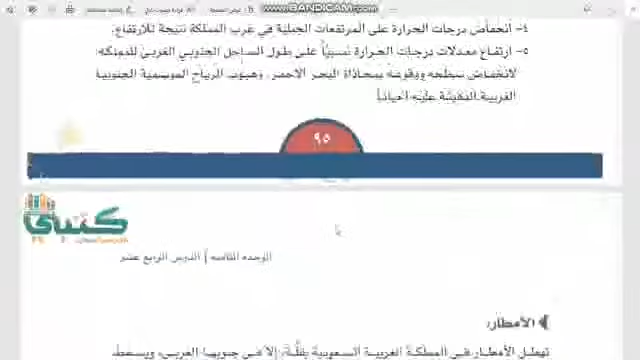 WWW.BANDICAM.COM
٤- انخفاض درجات الحرارة على المرتفعات الجبلية في غرب المملكة نتيجة للارتفاع.
٥- ارتفاع معدلات درجات الحرارة نسبياً على طول الساحل الجنوبي الغربي للمملكة
لانخفاض سطحه ووقوعه بمحاذاة البحر الأحمر، وهبوب الرياح الموسمية الجنوبية
الغربية الدفيئة عليه أحياناً
٩٥
كتبي
الوحدة الثامنة | الدرس الرابع عشر
الأمطار:
تهطل الأمطار في المملكة العربية السعودية بقلة، إلا في جنوبها الغربي، ويسقط